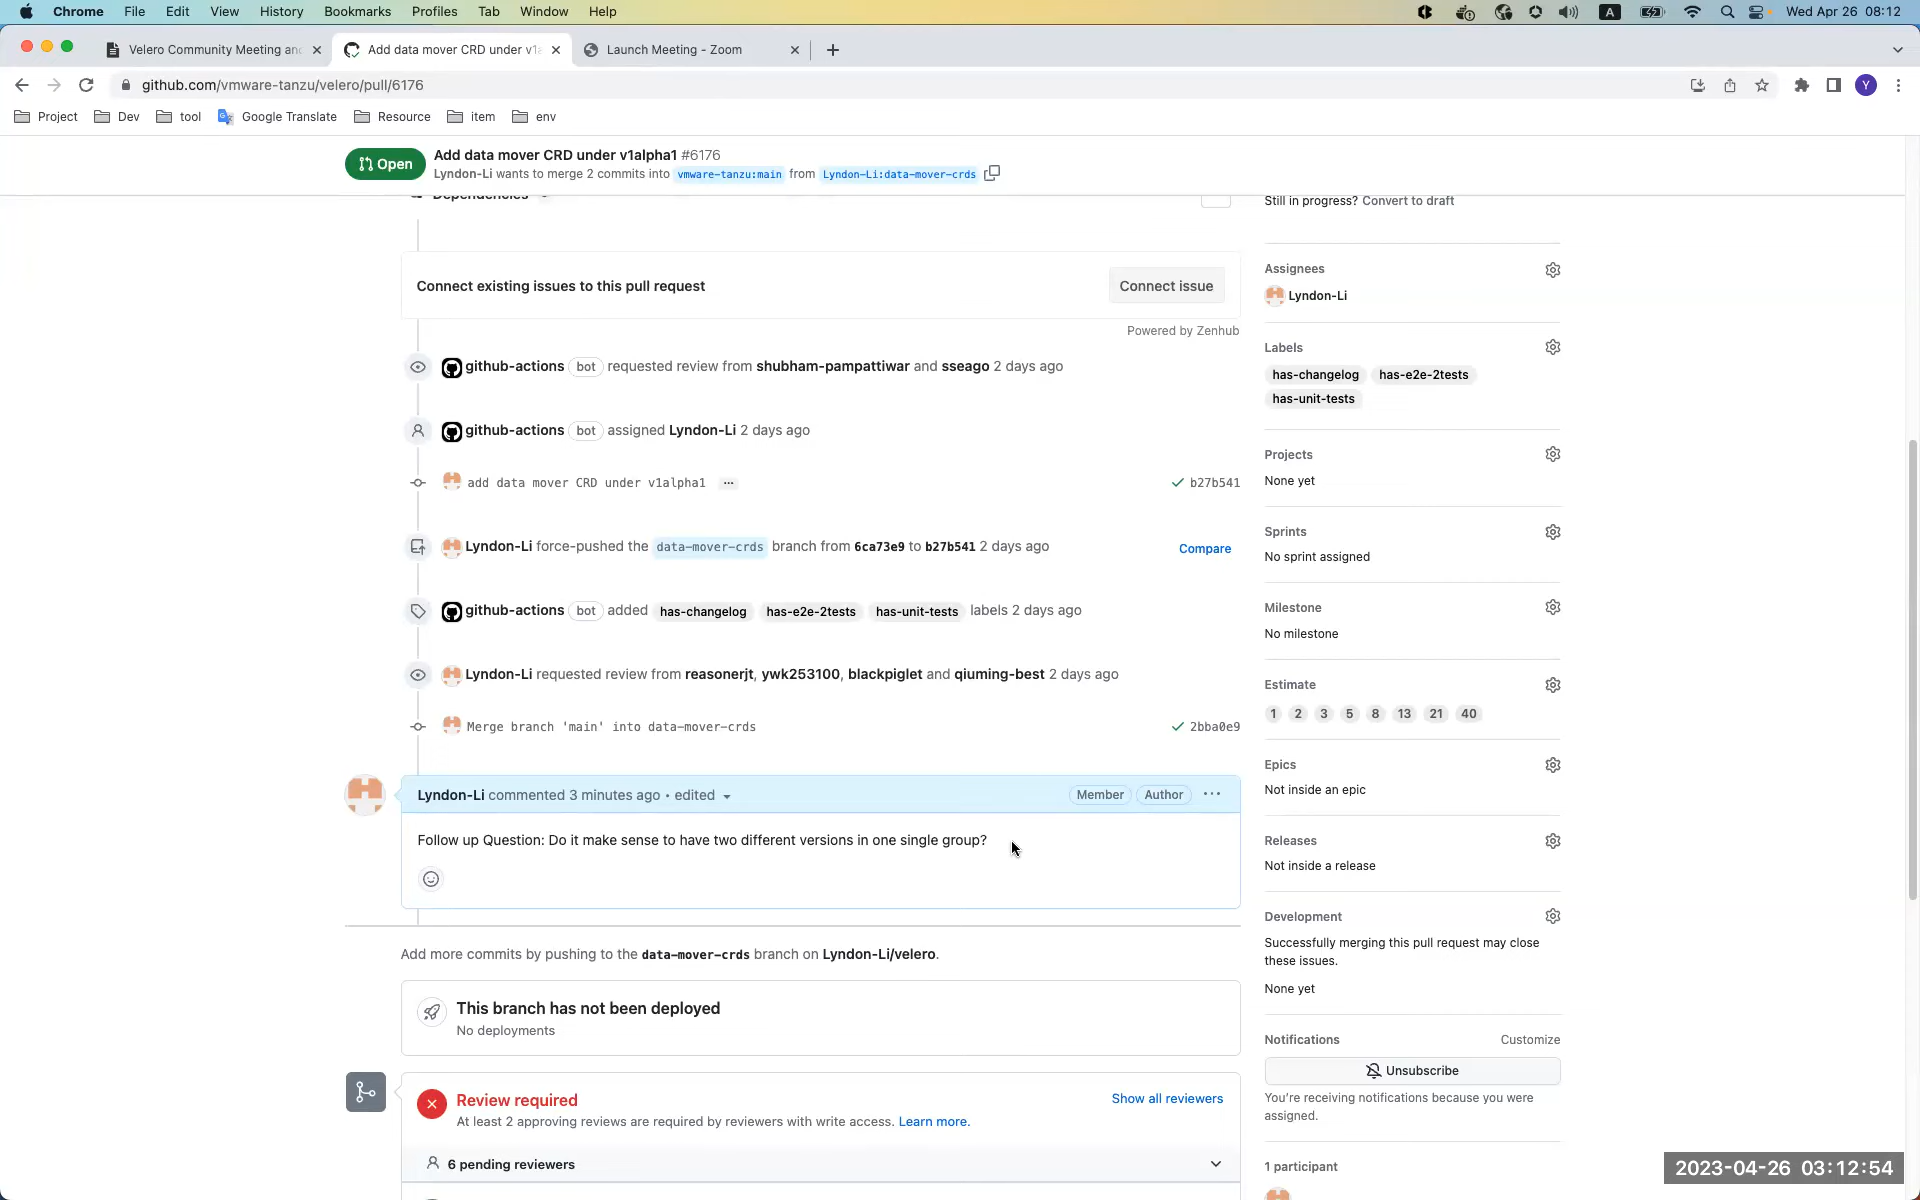 Chrome File Edit View History Bookmarks Profiles Tab Window Help A Wed Apr 26 08:12
Velero Community Meeting and
Add data mover CRD under v1a
Launch Meeting - Zoom
github.com/vmware-tanzu/velero/pull/6176
Y
Project Dev tool Google Translate Resource item env
Open
Add data mover CRD under v1alpha1 #6176
Lyndon-Li wants to merge 2 commits into vmware-tanzu:main from Lyndon-Li:data-mover-crds
Dependencies
Connect existing issues to this pull request
Connect issue
Powered by Zenhub
github-actions bot requested review from shubham-pampattiwar and sseago 2 days ago
github-actions bot assigned Lyndon-Li 2 days ago
add data mover CRD under v1alpha1 ... b27b541
Lyndon-Li force-pushed the data-mover-crds branch from 6ca73e9 to b27b541 2 days ago Compare
github-actions bot added has-changelog has-e2e-2tests has-unit-tests labels 2 days ago
Lyndon-Li requested review from reasonerjt, ywk253100, blackpiglet and qiuming-best 2 days ago
Merge branch 'main' into data-mover-crds 2bba0e9
Lyndon-Li commented 3 minutes ago • edited Member Author ...
Follow up Question: Do it make sense to have two different versions in one single group?
Add more commits by pushing to the data-mover-crds branch on Lyndon-Li/velero.
This branch has not been deployed
No deployments
Review required
Show all reviewers
At least 2 approving reviews are required by reviewers with write access. Learn more.
6 pending reviewers
Still in progress? Convert to draft
Assignees
Lyndon-Li
Labels
has-changelog has-e2e-2tests
has-unit-tests
Projects
None yet
Sprints
No sprint assigned
Milestone
No milestone
Estimate
1 2 3 5 8 13 21 40
Epics
Not inside an epic
Releases
Not inside a release
Development
Successfully merging this pull request may close
these issues.
None yet
Notifications Customize
Unsubscribe
You're receiving notifications because you were
assigned.
1 participant
2023-04-26 03:12:54